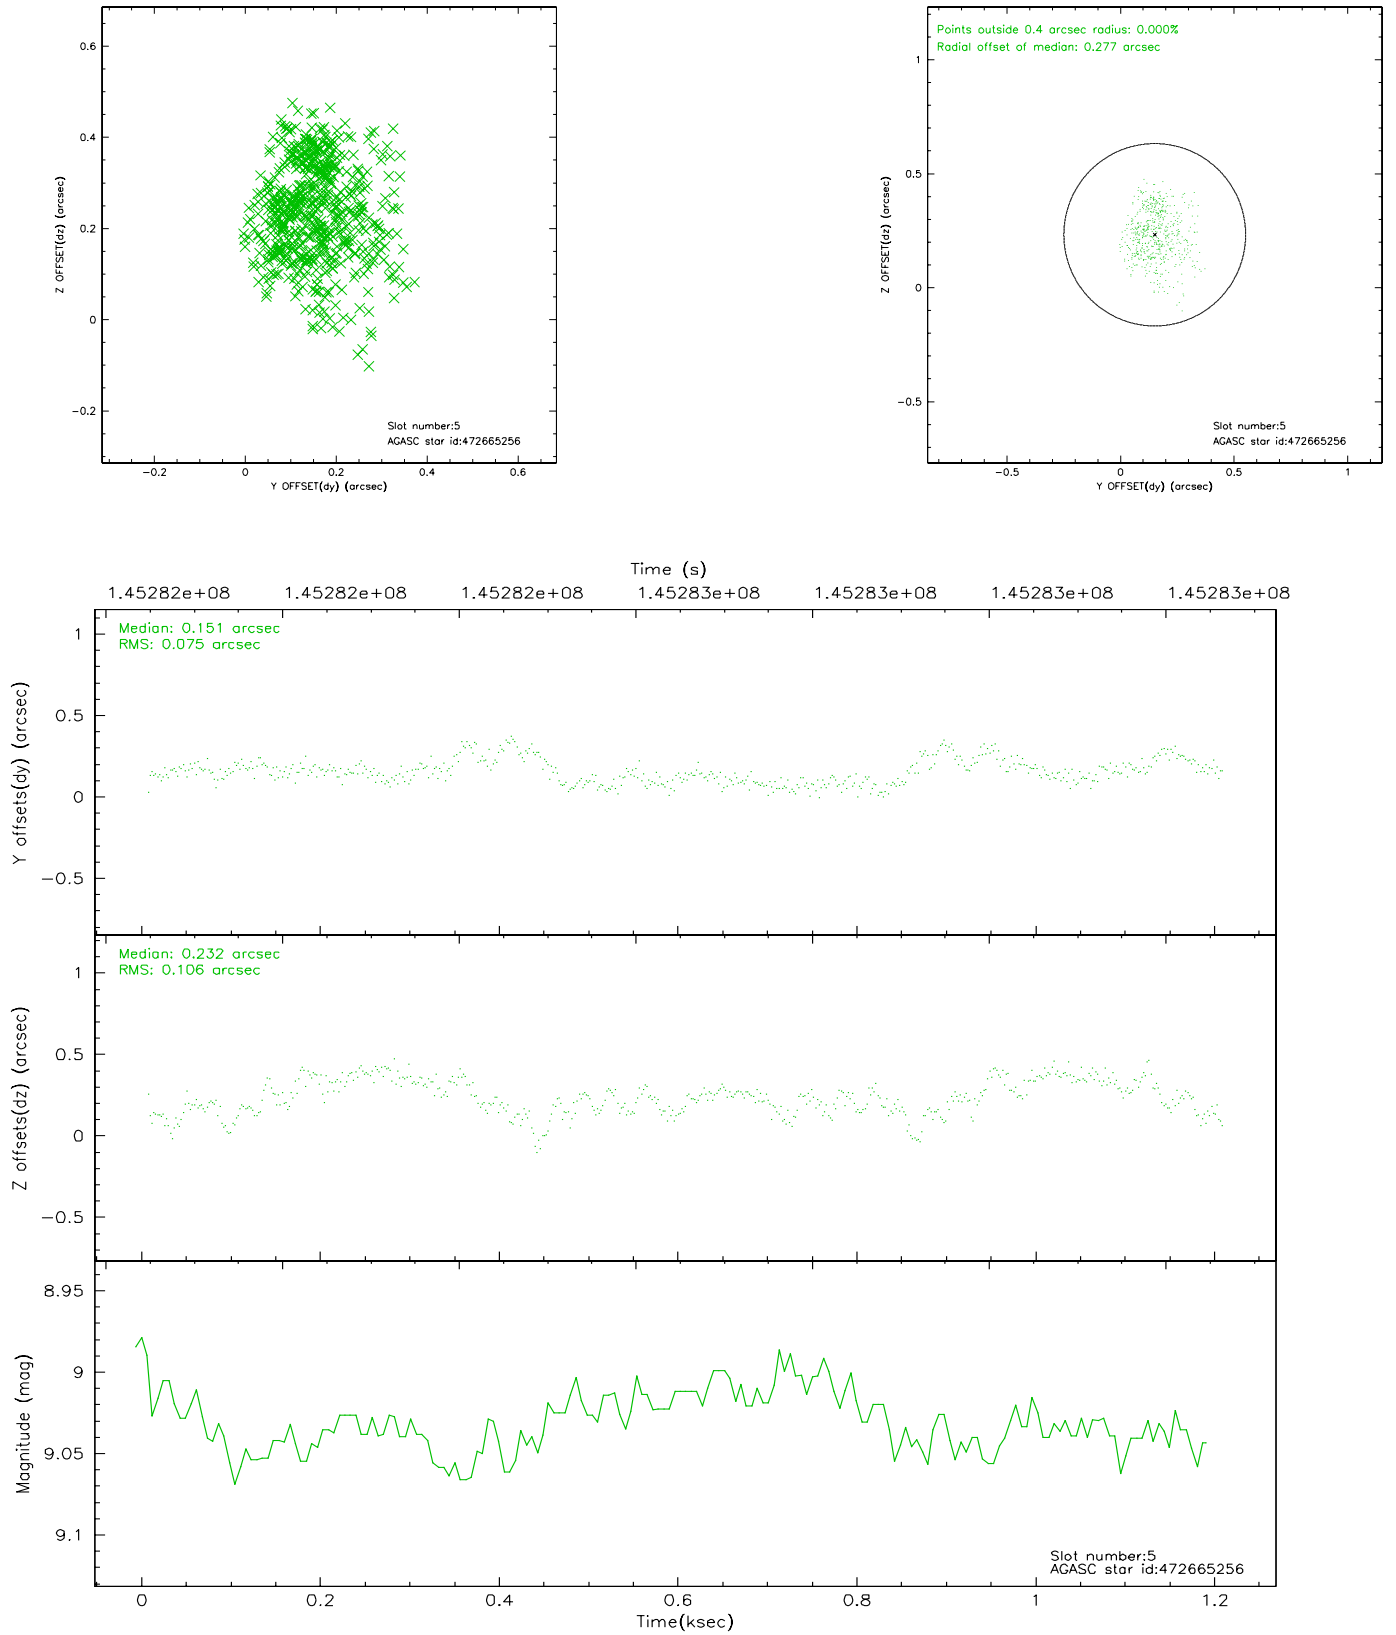 0.6
0.4
0.2
0
−0.2
Z OFFSET(dz) (arcsec)
−0.2 0 0.2 0.4 0.6
Y OFFSET(dy) (arcsec)
Slot number:5
AGASC star id:472665256
Points outside 0.4 arcsec radius: 0.000%
Radial offset of median: 0.277 arcsec
1
0.5
0
−0.5
Z OFFSET(dz) (arcsec)
−0.5 0 0.5 1
Y OFFSET(dy) (arcsec)
Slot number:5
AGASC star id:472665256
Time (s)
1.45282e+08 1.45282e+08 1.45282e+08 1.45283e+08 1.45283e+08 1.45283e+08 1.45283e+08
Median: 0.151 arcsec
RMS: 0.075 arcsec
1
0.5
0
−0.5
Y offsets(dy) (arcsec)
Median: 0.232 arcsec
RMS: 0.106 arcsec
1
0.5
0
−0.5
Z offsets(dz) (arcsec)
8.95
9
9.05
9.1
Magnitude (mag)
Slot number:5
AGASC star id:472665256
0 0.2 0.4 0.6 0.8 1 1.2
Time(ksec)